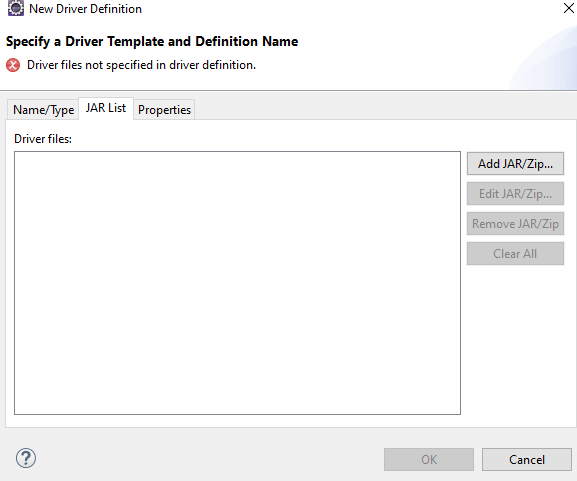 New Driver Definition
Specify a Driver Template and Definition Name
Driver files not specified in driver definition.
Name/Type JAR List Properties
Driver files:
Add JAR/Zip...
Edit JAR/Zip...
Remove JAR/Zip
Clear All
OK Cancel